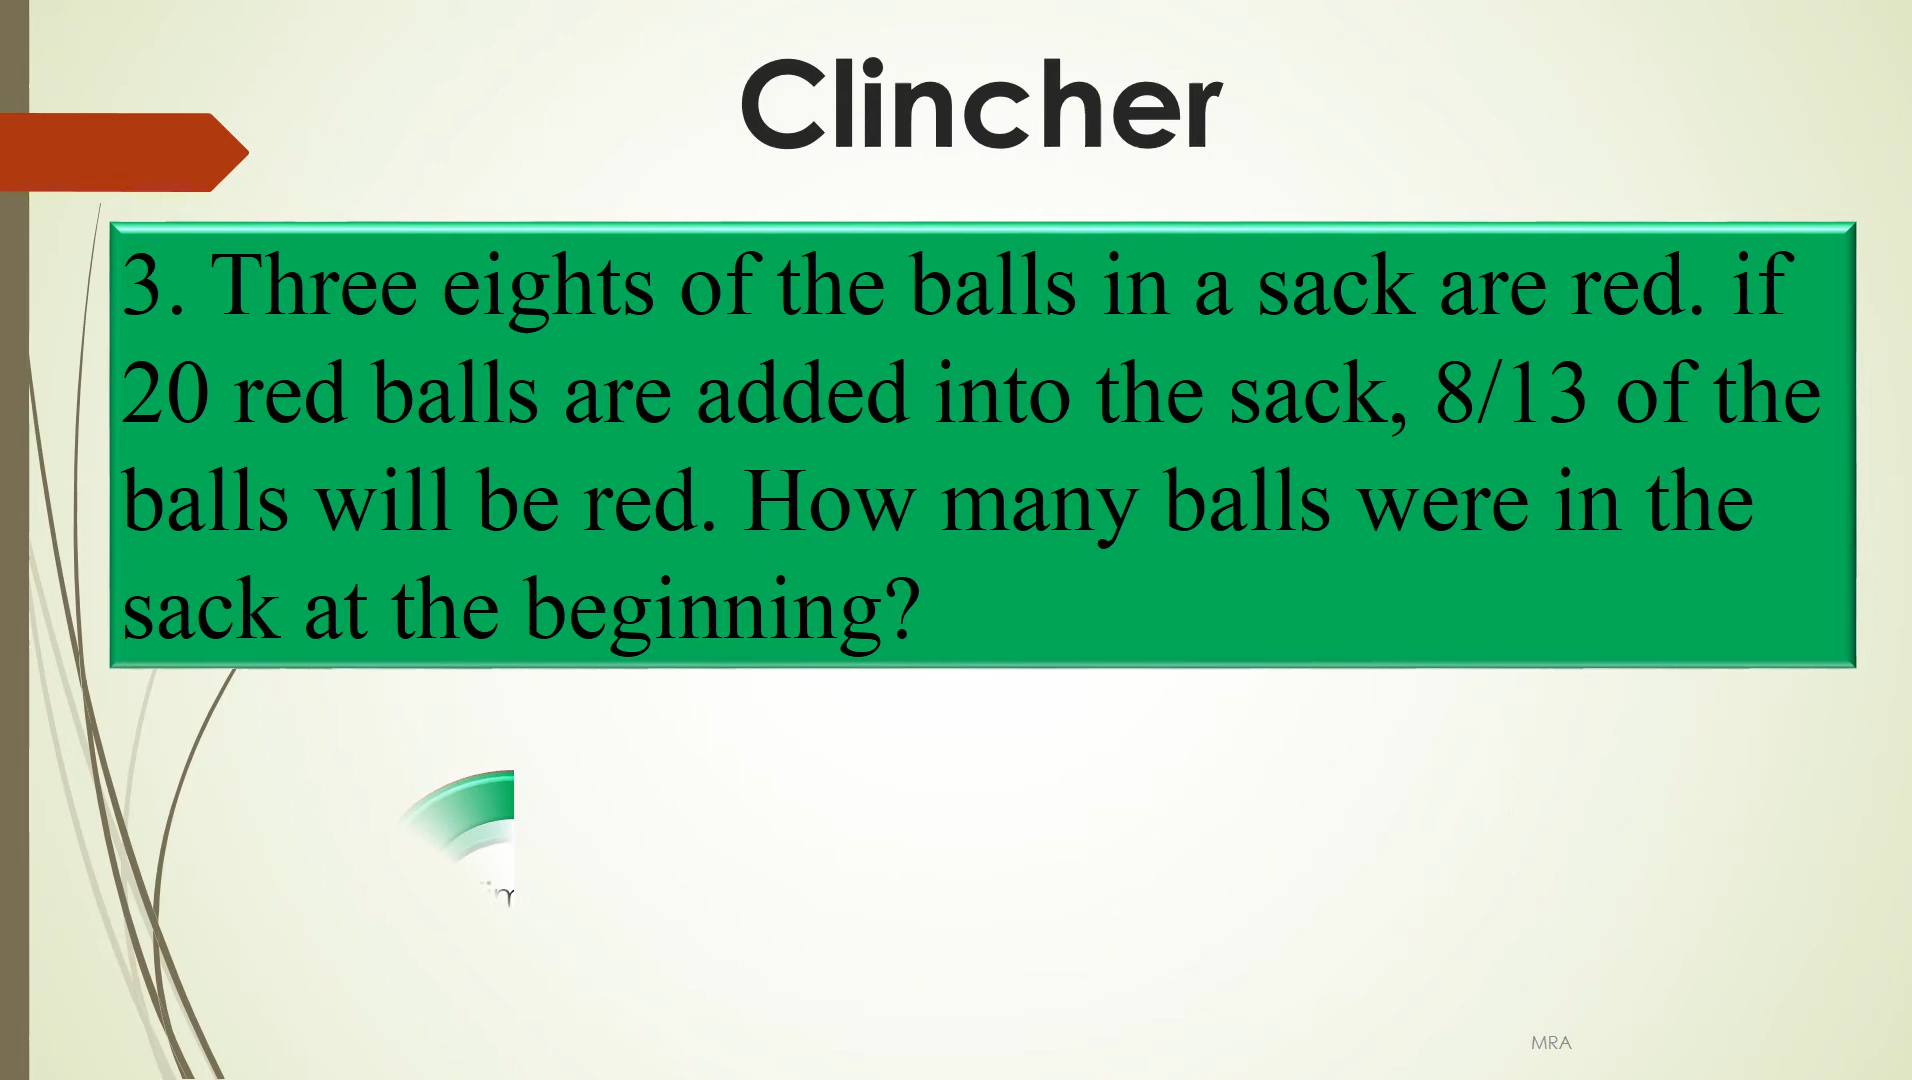 Clincher
3. Three eights of the balls in a sack are red. if
20 red balls are added into the sack, 8/13 of the
balls will be red. How many balls were in the
sack at the beginning?
MRA